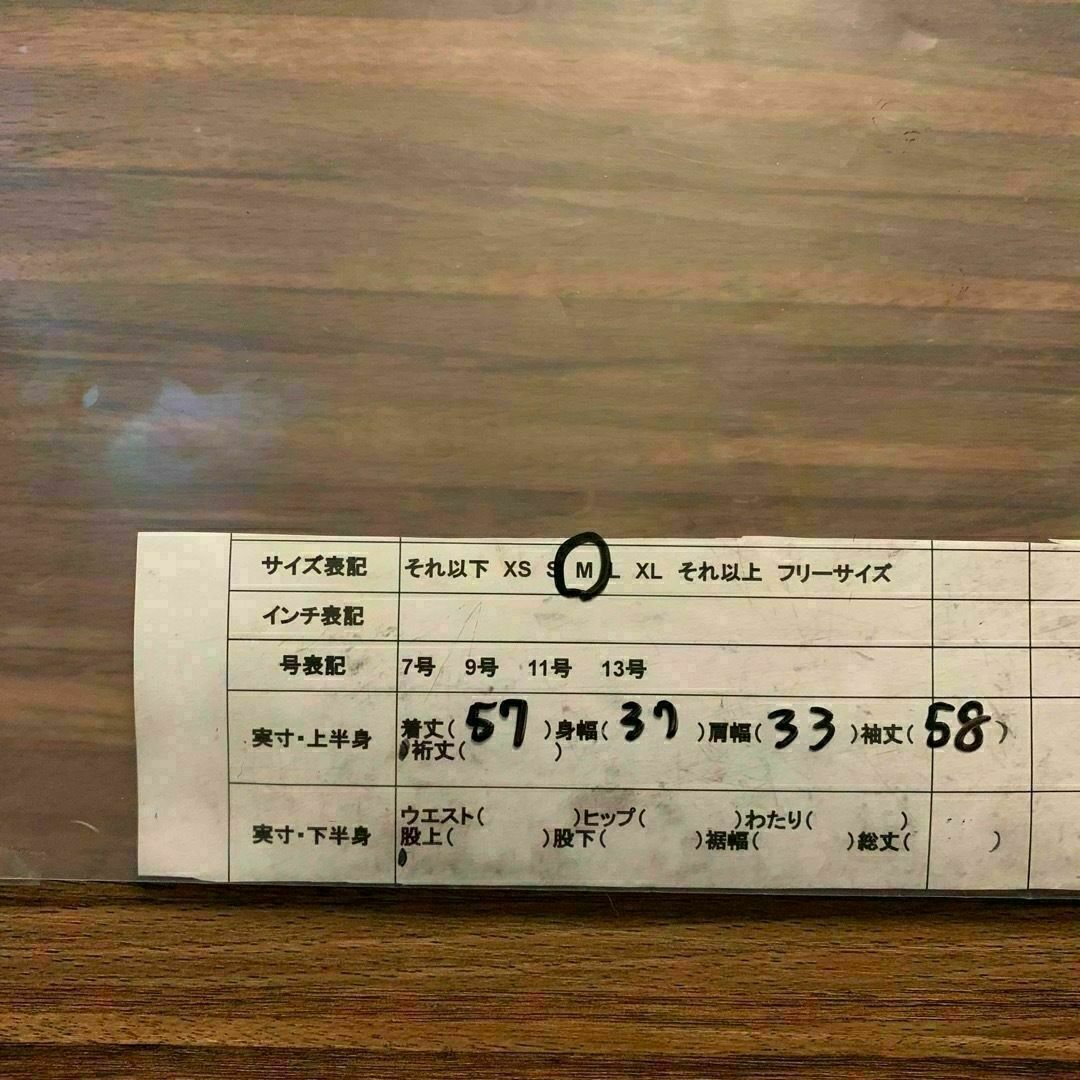 サイズ表記 それ以下 XS S M L XL それ以上 フリーサイズ
インチ表記
号表記 7号 9号 11号 13号
実寸・上半身 着丈( 57 )身幅( 37 )肩幅( 33 )袖丈( 58 )
裄丈( )
実寸・下半身 ウエスト( )ヒップ( )わたり( )
股上( )股下( )裾幅( )総丈( )